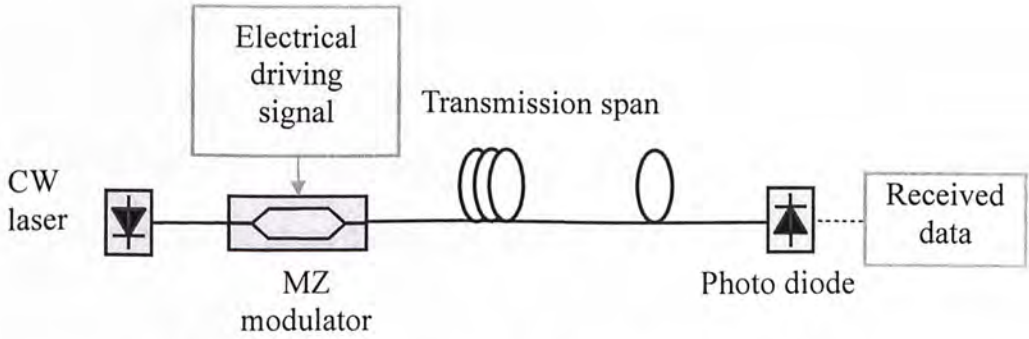 Electrical
driving
signal
Transmission span
CW
laser
MZ
modulator
Photo diode
Received
data